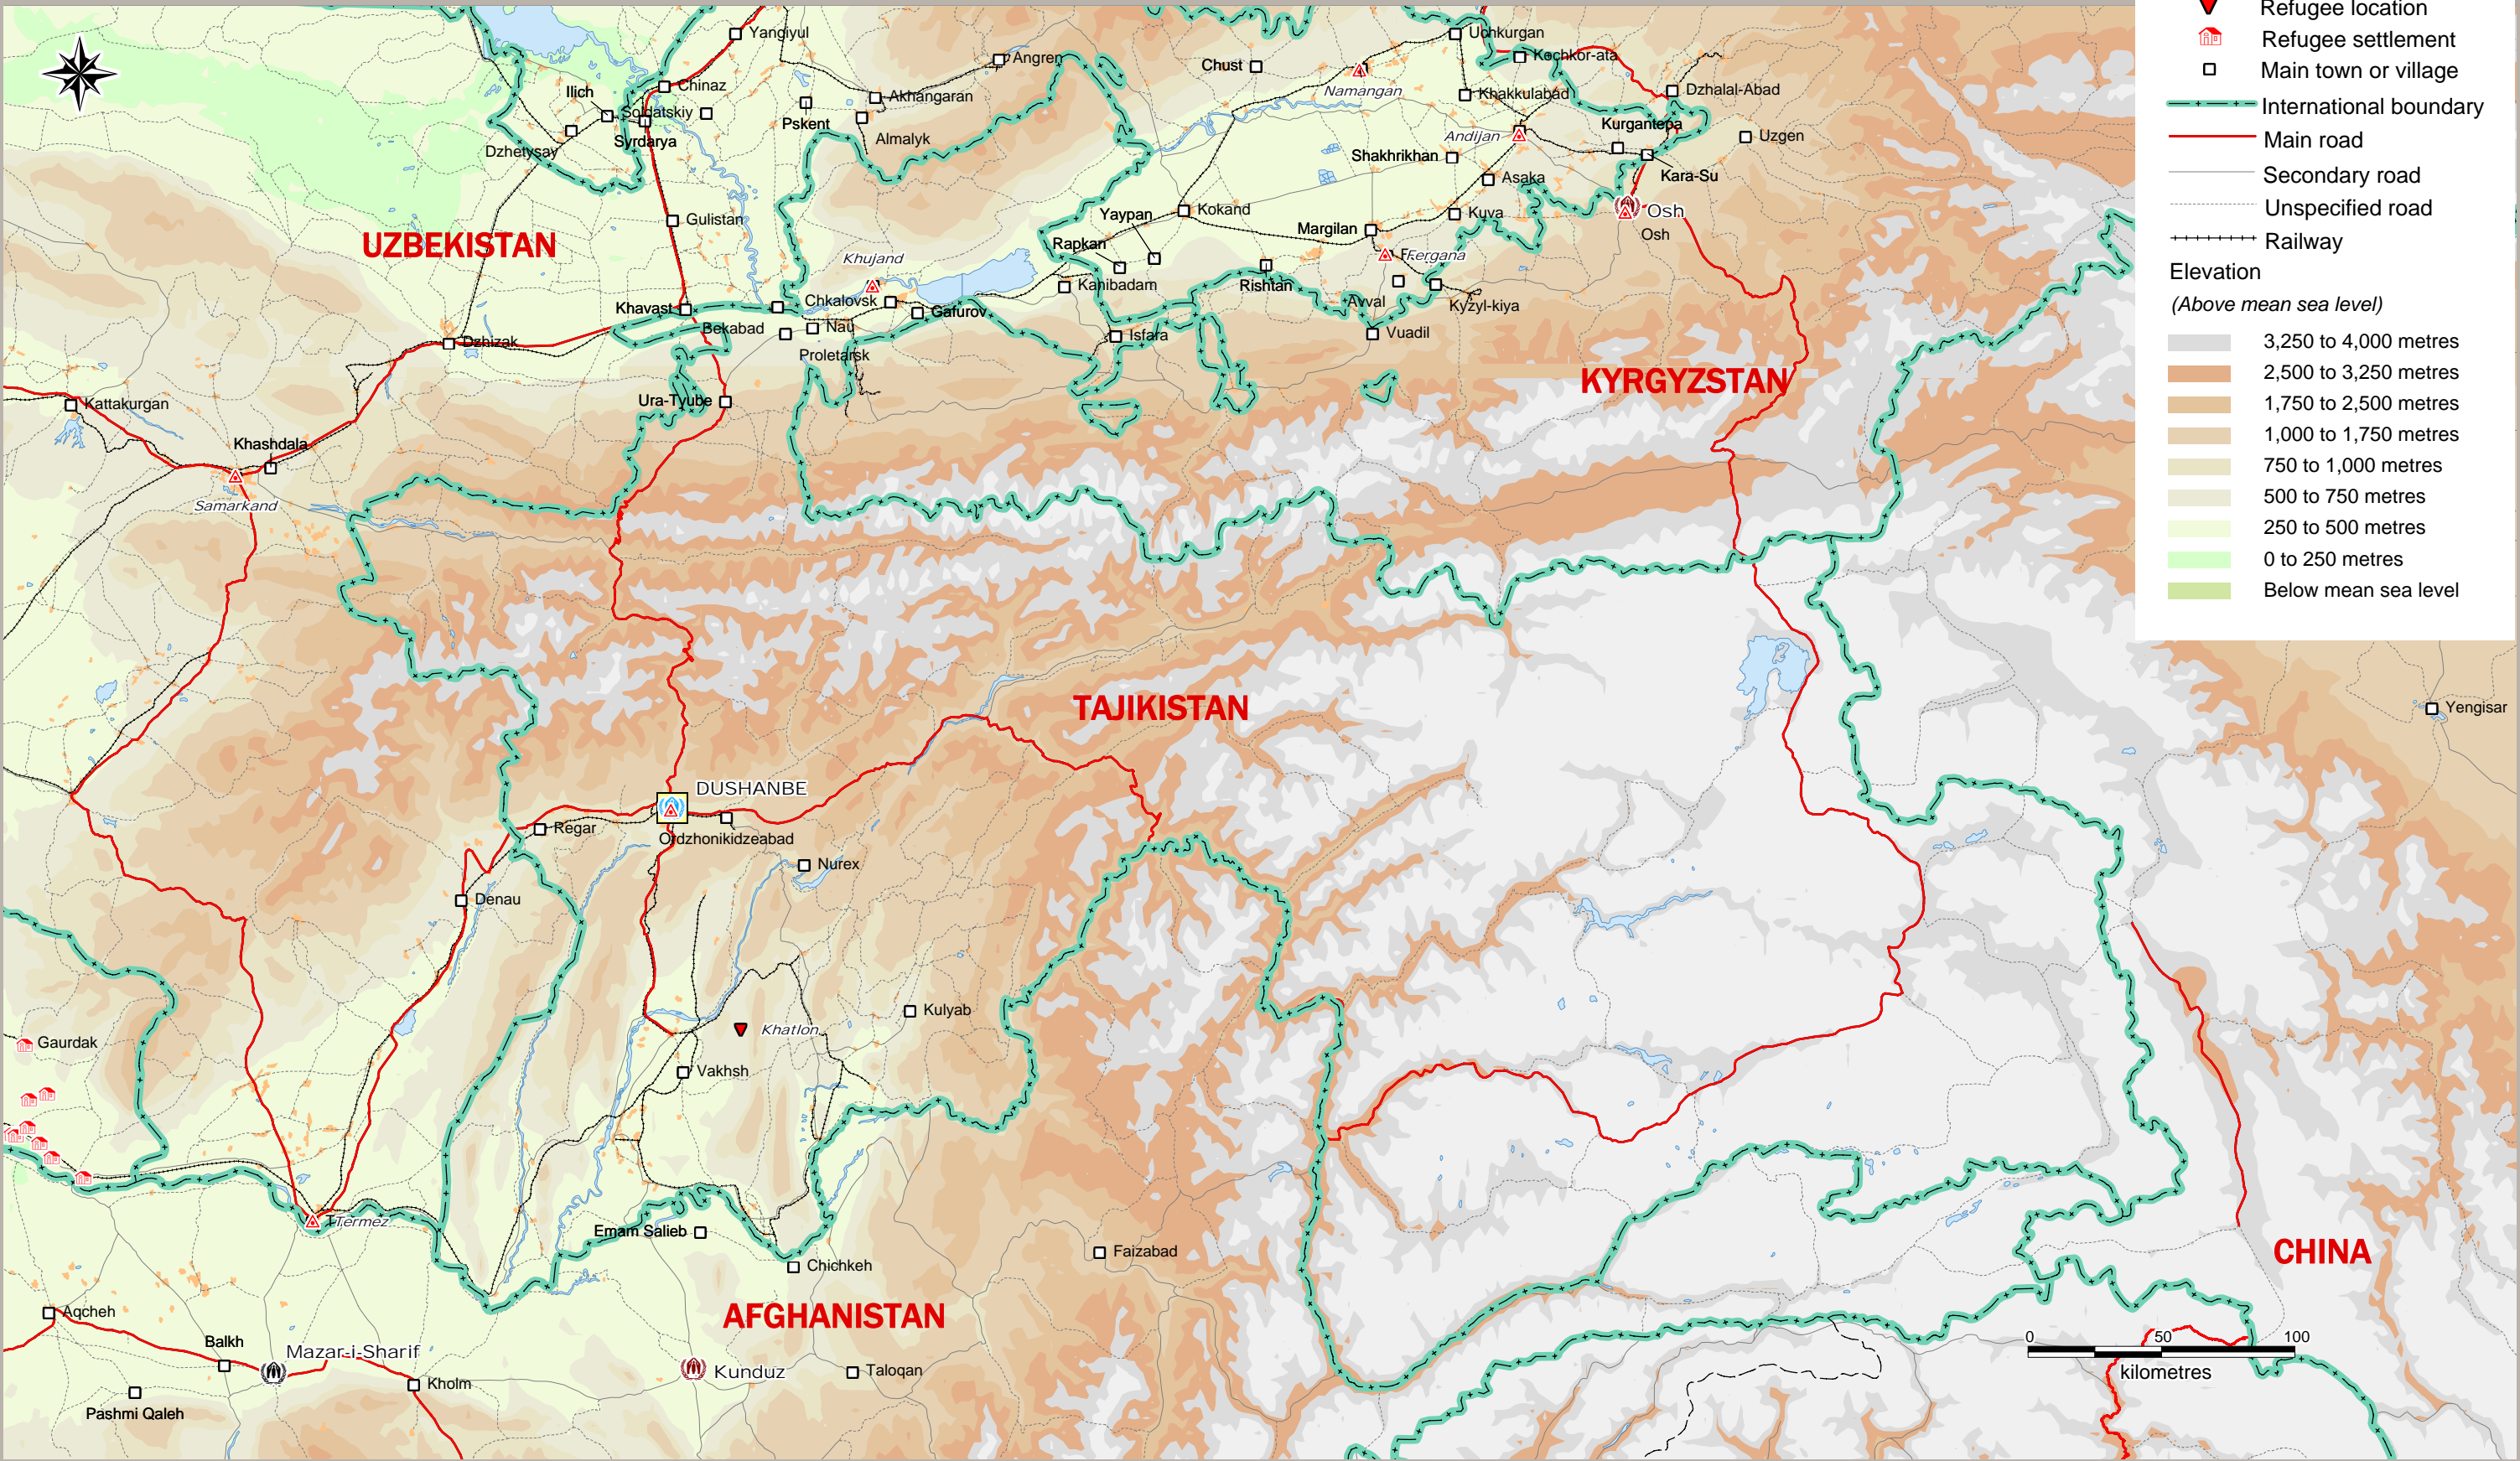 Refugee location
Refugee settlement
Main town or village
International boundary
Main road
Secondary road
Unspecified road
Railway
Elevation
(Above mean sea level)
3,250 to 4,000 metres
2,500 to 3,250 metres
1,750 to 2,500 metres
1,000 to 1,750 metres
750 to 1,000 metres
500 to 750 metres
250 to 500 metres
0 to 250 metres
Below mean sea level
Yangiyul
Angren
Chust
Uchkurgan
Kochkor-ata
Namangan
Khakkulabad
Dzhalal-Abad
Chinaz
Ilich
Soldatskiy
Akhangaran
Pskent
Almalyk
Syrdarya
Dzhetysay
Andijan
Kurgantepa
Uzgen
Shakhrikhan
Kara-Su
Asaka
Gulistan
Yaypan
Kokand
Kuva
Osh
Osh
Margilan
UZBEKISTAN
Rapkan
Khujand
Fergana
Kanibadam
Rishtan
Avval
Kyzyl-kiya
Khavast
Chkalovsk
Gafurov
Bekabad
Nau
Isfara
Vuadil
Dzhizak
Proletarsk
KYRGYZSTAN
Kattakurgan
Ura-Tyube
Khashdala
Samarkand
TAJIKISTAN
Yengisar
DUSHANBE
Regar
Ordzhonikidzeabad
Nurex
Denau
Kulyab
Khatlon
Gaurdak
Vakhsh
Termez
Emam Salieb
Faizabad
Chichkeh
CHINA
Aqcheh
AFGHANISTAN
Balkh
Mazar-i-Sharif
Kunduz
Taloqan
Kholm
Pashmi Qaleh
0 50 100
kilometres